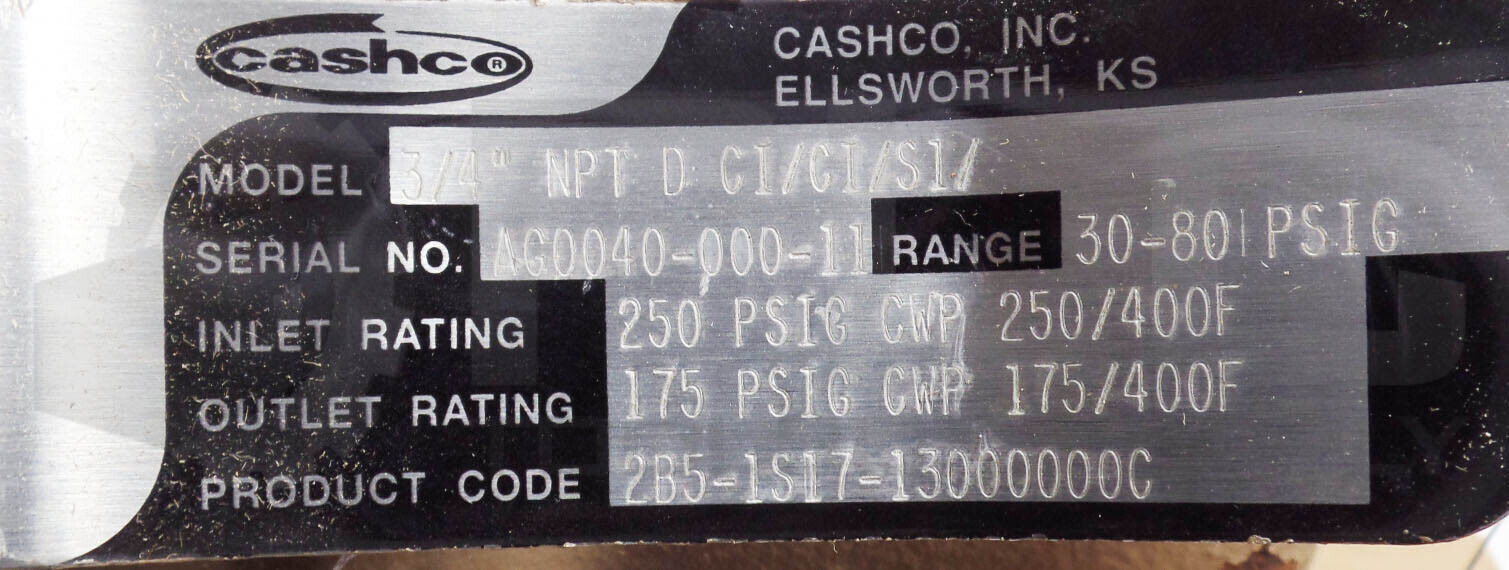 cashco®
CASHCO, INC.
ELLSWORTH, KS
MODEL 3/4" NPT D CI/CI/S1/
SERIAL NO. AG0040-000-11 RANGE 30-80 PSIG
INLET RATING 250 PSIG CWP 250/400F
OUTLET RATING 175 PSIG CWP 175/400F
PRODUCT CODE 2B5-1S17-13000000C